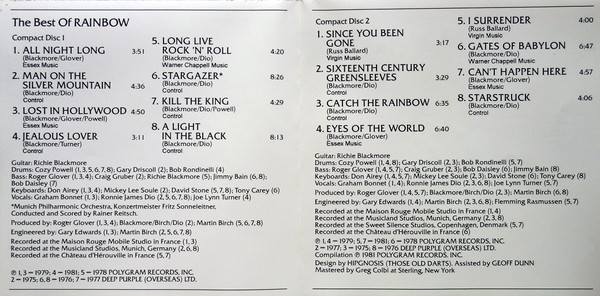 The Best Of RAINBOW
Compact Disc 1
1. ALL NIGHT LONG 3:51
(Blackmore/Glover)
Essex Music
2. MAN ON THE
SILVER MOUNTAIN 4:36
(Blackmore/Dio)
Control
3. LOST IN HOLLYWOOD 4:50
(Blackmore/Glover/Powell)
Essex Music
4. JEALOUS LOVER 3:11
(Blackmore/Turner)
Control
5. LONG LIVE
ROCK 'N' ROLL 4:20
(Blackmore/Dio)
Warner Chappell Music
6. STARGAZER* 8:26
(Blackmore/Dio)
Control
7. KILL THE KING 4:29
(Blackmore/Dio/Powell)
Control
8. A LIGHT
IN THE BLACK 8:13
(Blackmore/Dio)
Control
Guitar: Richie Blackmore
Drums: Cozy Powell (1, 3, 5, 6, 7, 8); Gary Driscoll (2); Bob Rondinelli (4)
Bass: Roger Glover (1, 3, 4); Craig Gruber (2); Richie Blackmore (5); Jimmy Bain (6, 8);
Bob Daisley (7)
Keyboards: Don Airey (1, 3, 4); Mickey Lee Soule (2); David Stone (5, 7, 8); Tony Carey (6)
Vocals: Graham Bonnet (1, 3); Ronnie James Dio (2, 5, 6, 7, 8); Joe Lynn Turner (4)
*Munich Philharmonic Orchestra, Konzertmeister Fritz Sonneleitner,
Conducted and Scored by Rainer Reitsch.
Produced by: Roger Glover (1, 3, 4); Blackmore/Birch/Dio (2); Martin Birch (5, 6, 7, 8)
Engineered by: Gary Edwards (1, 3); Martin Birch (2, 5, 6, 7, 8)
Recorded at the Maison Rouge Mobile Studio in France (1, 3)
Recorded at the Musicland Studios, Munich, Germany (2, 6, 8)
Recorded at the Château d'Hérouville in France (5, 7)
℗ 1, 3 – 1979; 4 – 1981; 5 – 1978 POLYGRAM RECORDS, INC.
2 – 1975; 6, 8 – 1976; 7 – 1977 DEEP PURPLE (OVERSEAS) LTD.
Compact Disc 2
1. SINCE YOU BEEN
GONE 3:17
(Russ Ballard)
Virgin Music
2. SIXTEENTH CENTURY
GREENSLEEVES 3:29
(Blackmore/Dio)
Control
3. CATCH THE RAINBOW 6:35
(Blackmore/Dio)
Control
4. EYES OF THE WORLD 6:40
(Blackmore/Glover)
Essex Music
5. I SURRENDER 4:00
(Russ Ballard)
Virgin Music
6. GATES OF BABYLON 6:47
(Blackmore/Dio)
Warner Chappell Music
7. CAN'T HAPPEN HERE 4:57
(Blackmore/Glover)
Essex Music
8. STARSTRUCK 4:06
(Blackmore/Dio)
Control
Guitar: Richie Blackmore
Drums: Cozy Powell (1, 4, 8); Gary Driscoll (2, 3); Bob Rondinelli (5, 7)
Bass: Roger Glover (1, 4, 5, 7); Craig Gruber (2, 3); Bob Daisley (6); Jimmy Bain (8)
Keyboards: Don Airey (1, 4, 5, 7); Mickey Lee Soule (2, 3); David Stone (6); Tony Carey (8)
Vocals: Graham Bonnet (1, 4); Ronnie James Dio (2, 3, 6, 8); Joe Lynn Turner (5, 7)
Produced by: Roger Glover (1, 4, 5, 7); Blackmore/Birch/Dio (2, 3); Martin Birch (6, 8)
Engineered by: Gary Edwards (1, 4); Martin Birch (2, 3, 6, 8); Flemming Rasmussen (5, 7)
Recorded at the Maison Rouge Mobile Studio in France (1, 4)
Recorded at the Musicland Studios, Munich, Germany (2, 3, 8)
Recorded at the Sweet Silence Studios, Copenhagen, Denmark (5, 7)
Recorded at the Château d'Hérouville in France (6)
℗ 1, 4 – 1979; 5, 7 – 1981; 6 – 1978 POLYGRAM RECORDS, INC.
2 – 1977; 3 – 1975; 8 – 1976 DEEP PURPLE (OVERSEAS) LTD.
Compilation ℗ 1981 POLYGRAM RECORDS, INC.
Design by HIPGNOSIS (THOSE OLD DARTS). Assisted by GEOFF DUNN
Mastered by Greg Colbi at Sterling, New York